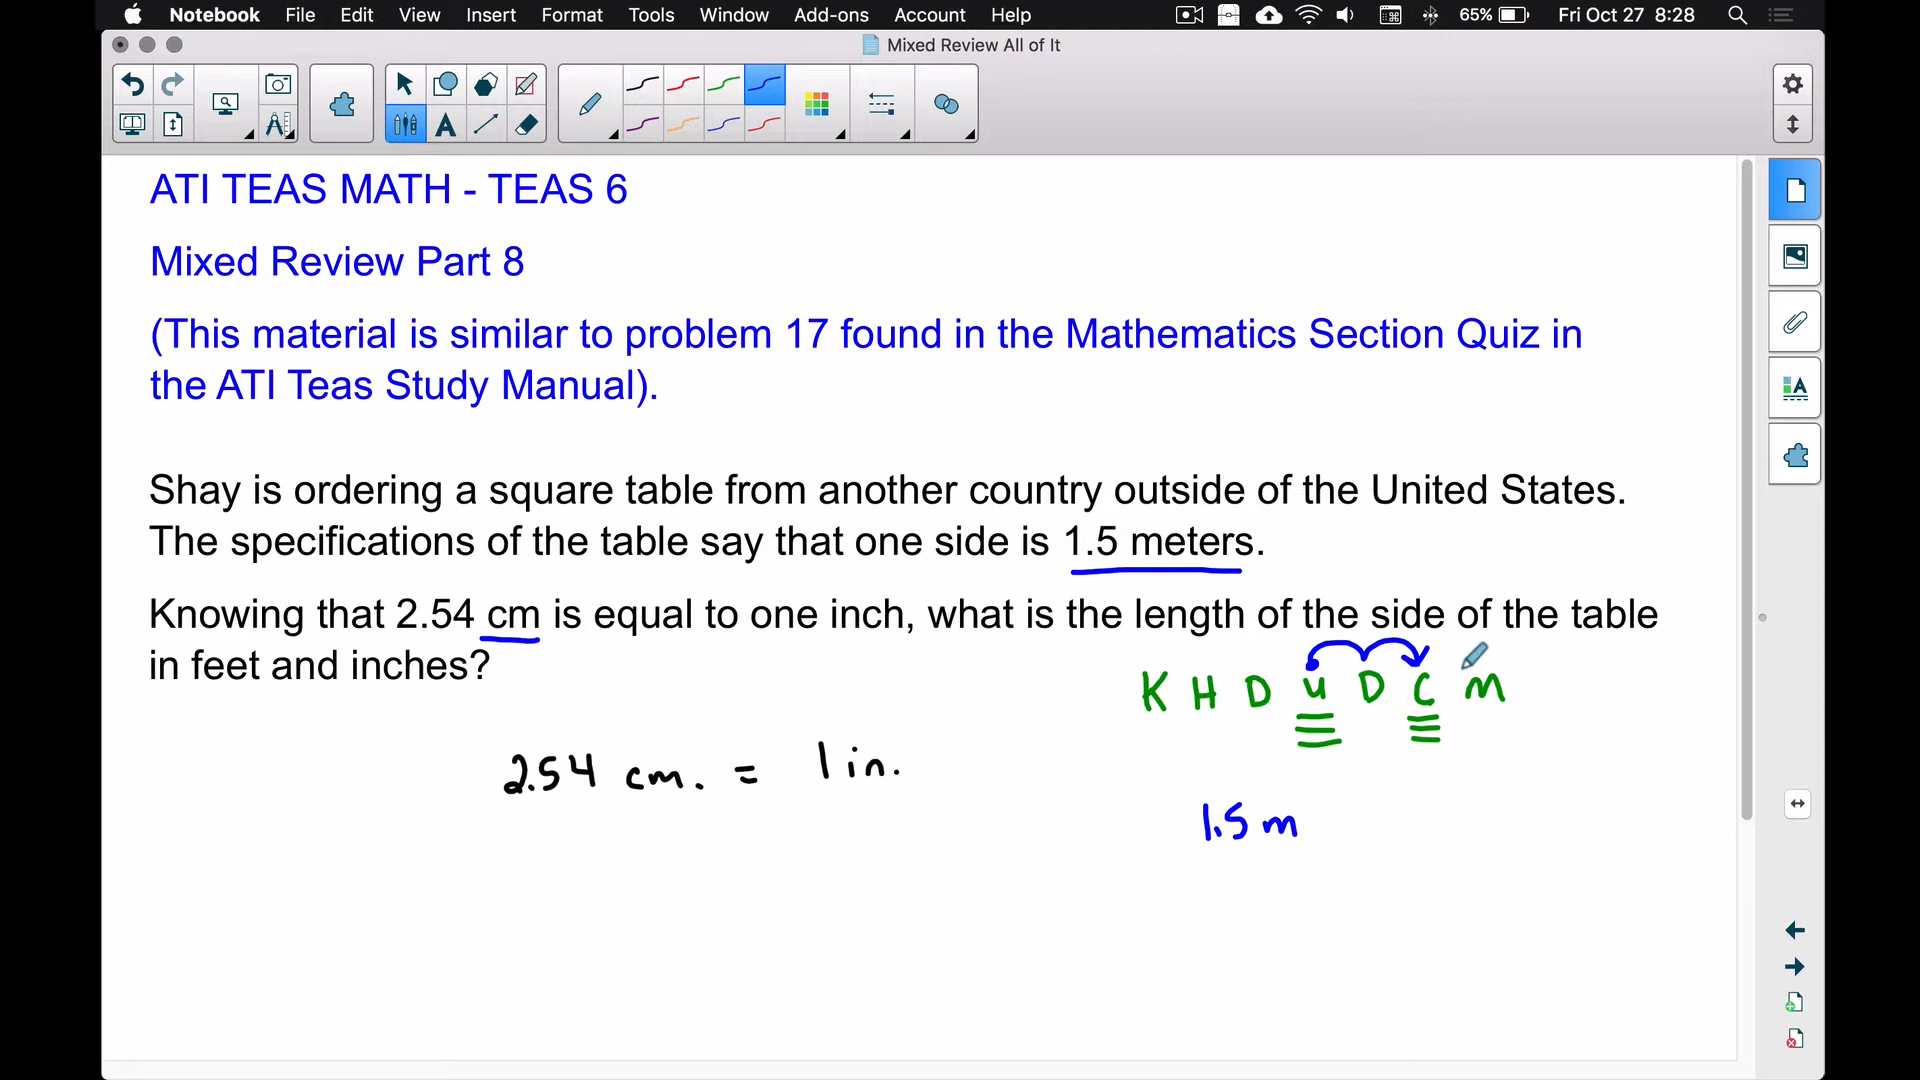 Notebook File Edit View Insert Format Tools Window Add-ons Account Help 65% Fri Oct 27 8:28
Mixed Review All of It
ATI TEAS MATH - TEAS 6
Mixed Review Part 8
(This material is similar to problem 17 found in the Mathematics Section Quiz in
the ATI Teas Study Manual).
Shay is ordering a square table from another country outside of the United States.
The specifications of the table say that one side is 1.5 meters.
Knowing that 2.54 cm is equal to one inch, what is the length of the side of the table
in feet and inches?
K H D U D C M
2.54 cm. = 1 in.
1.5 m